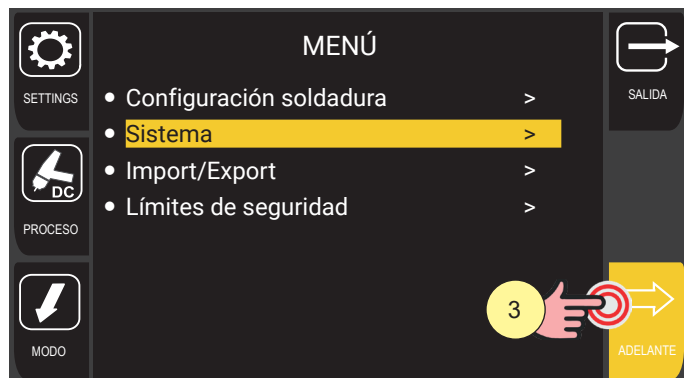 MENÚ
SETTINGS
SALIDA
• Configuración soldadura >
• Sistema >
• Import/Export >
• Límites de seguridad >
DC
PROCESO
3
MODO
ADELANTE